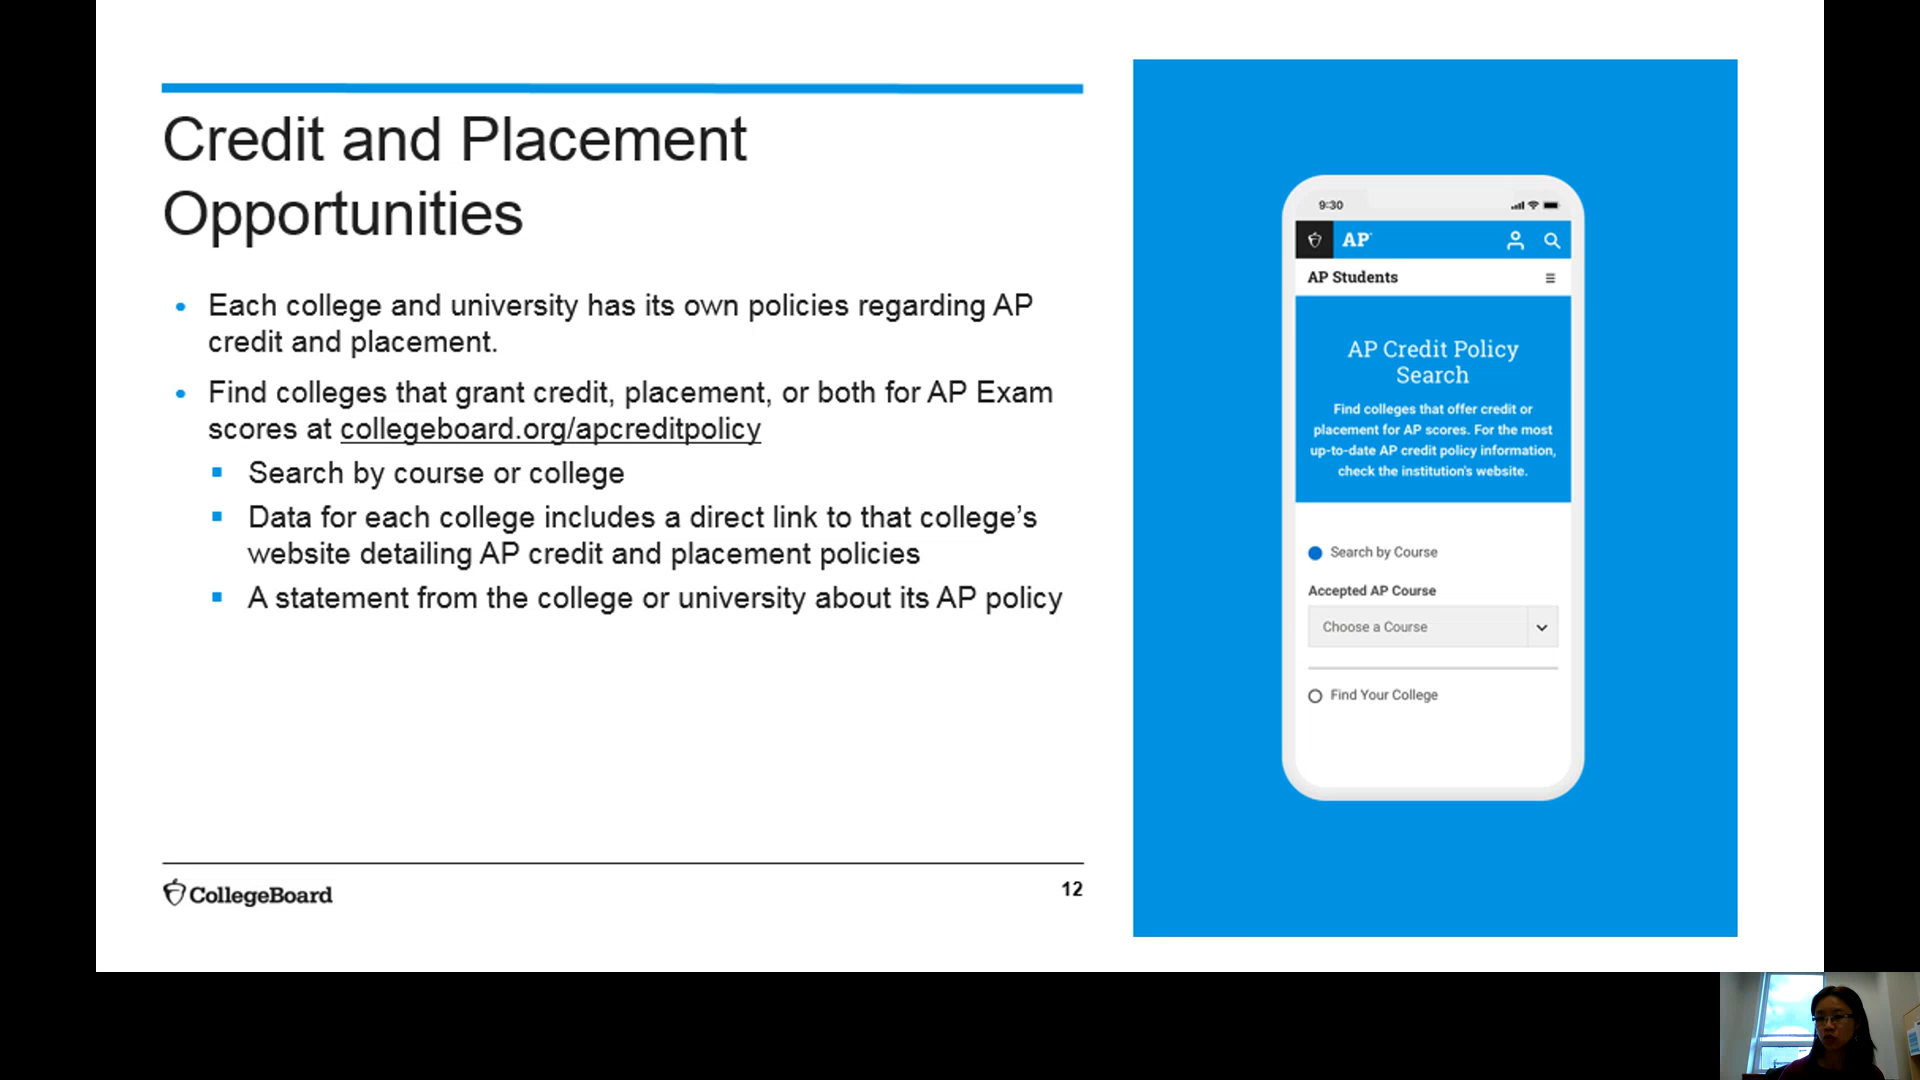 Credit and Placement
Opportunities
Each college and university has its own policies regarding AP
credit and placement.
Find colleges that grant credit, placement, or both for AP Exam
scores at collegeboard.org/apcreditpolicy
Search by course or college
Data for each college includes a direct link to that college’s
website detailing AP credit and placement policies
A statement from the college or university about its AP policy
CollegeBoard
12
9:30
AP
AP Students
AP Credit Policy
Search
Find colleges that offer credit or
placement for AP scores. For the most
up-to-date AP credit policy information,
check the institution's website.
Search by Course
Accepted AP Course
Choose a Course
Find Your College